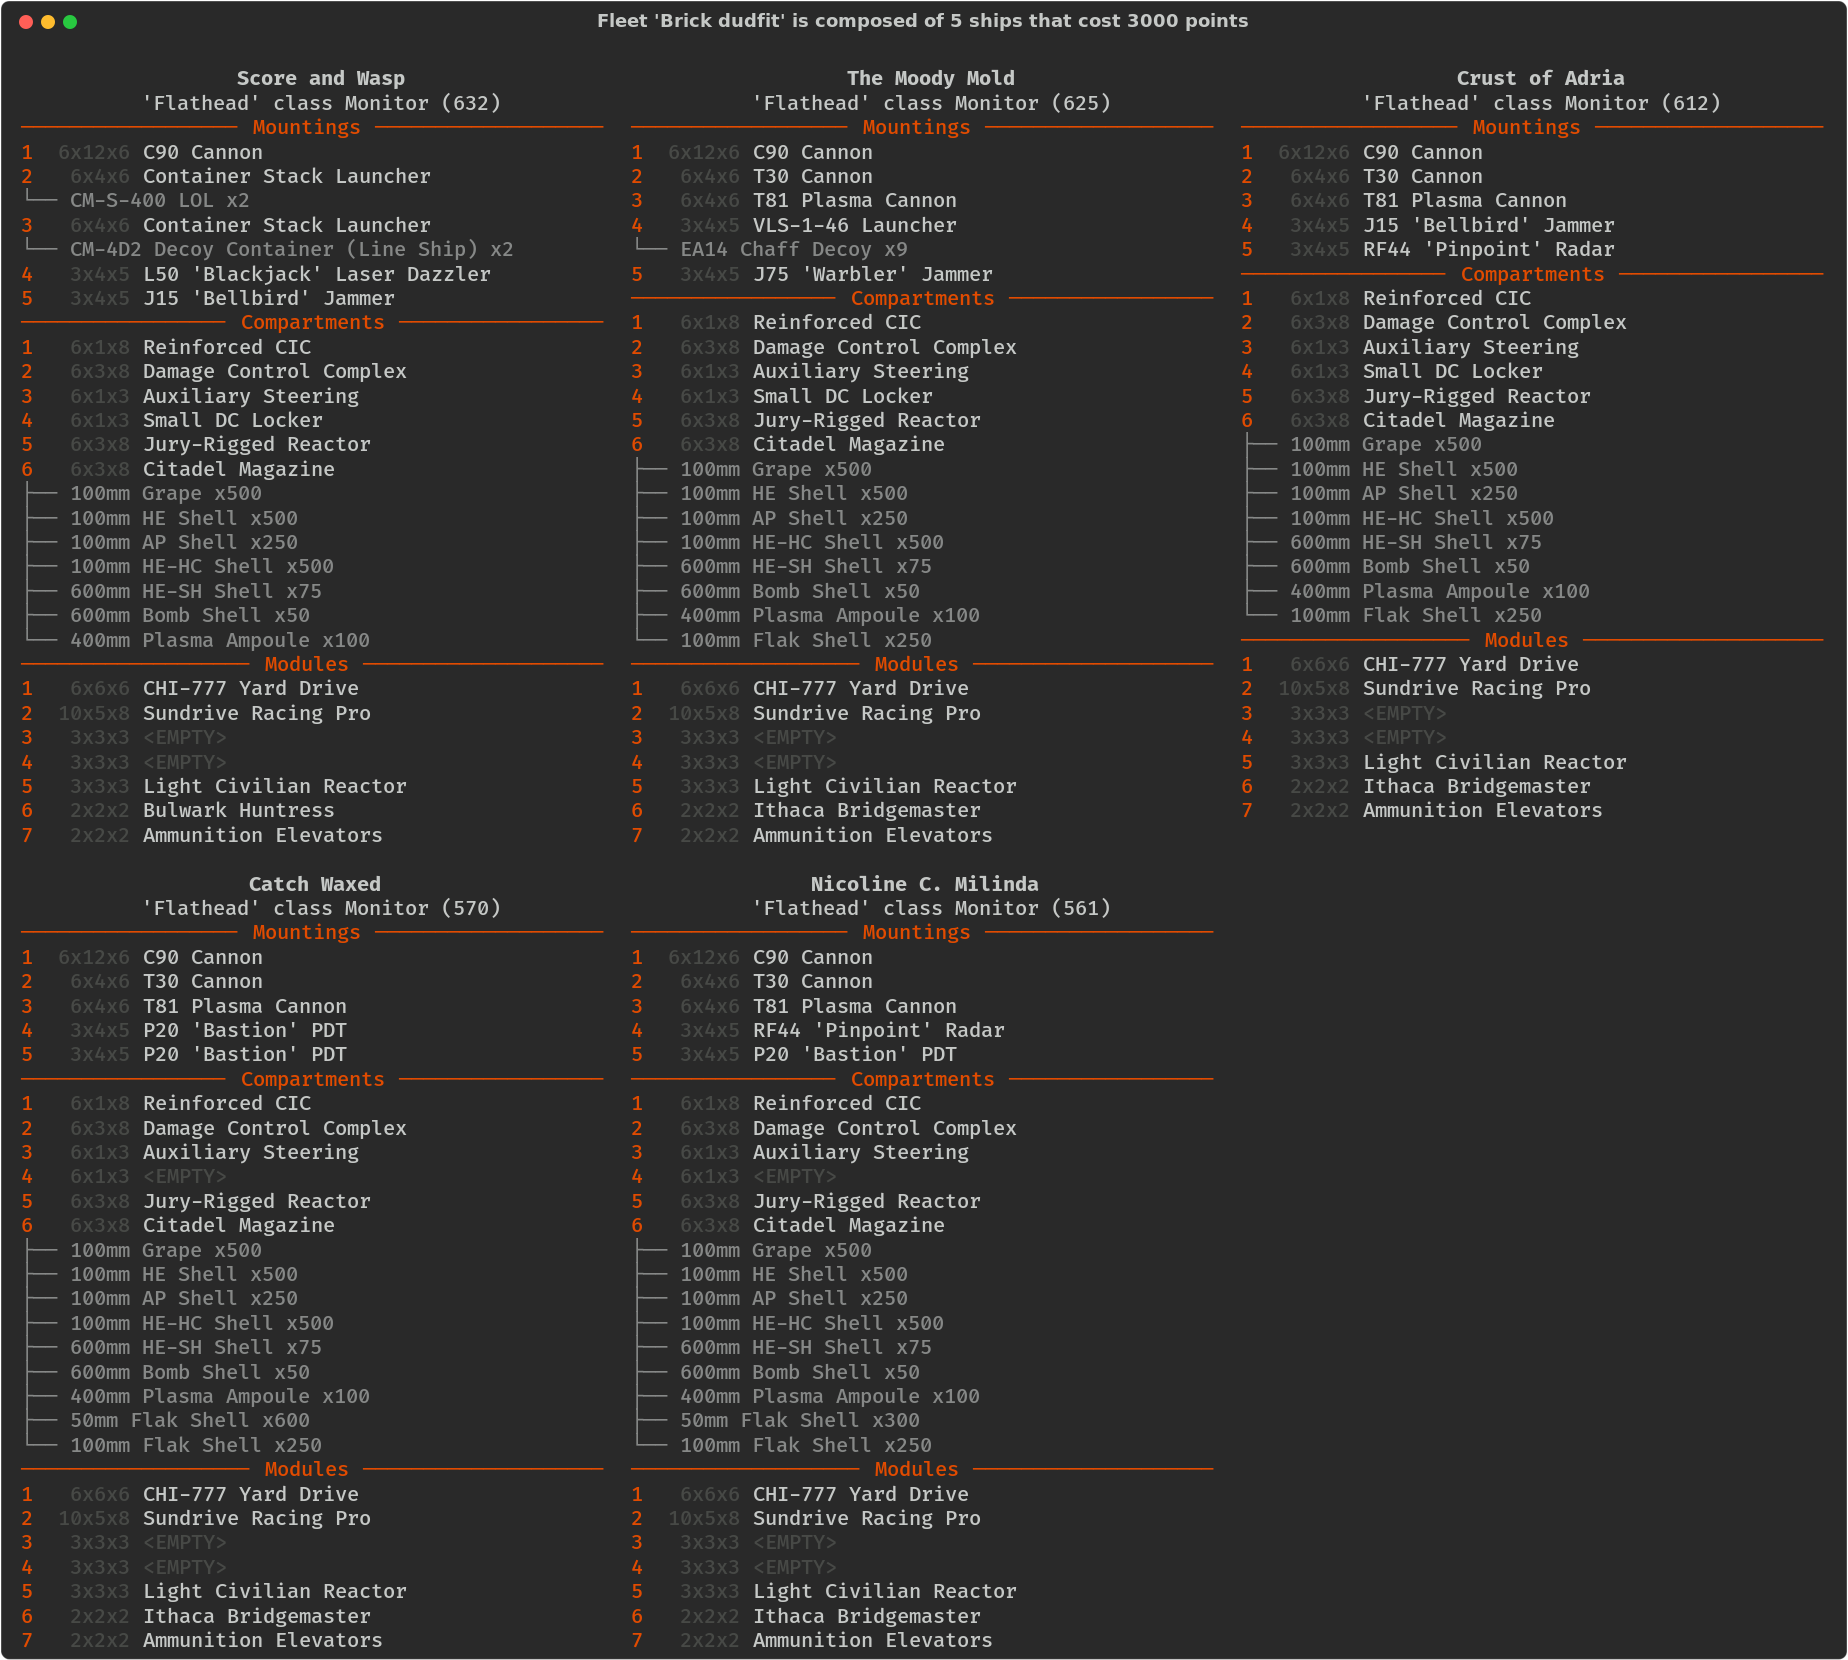 Fleet 'Brick dudfit' is composed of 5 ships that cost 3000 points
Score and Wasp
'Flathead' class Monitor (632)
Mountings
1 6x12x6 C90 Cannon
2 6x4x6 Container Stack Launcher
CM-S-400 LOL x2
3 6x4x6 Container Stack Launcher
CM-4D2 Decoy Container (Line Ship) x2
4 3x4x5 L50 'Blackjack' Laser Dazzler
5 3x4x5 J15 'Bellbird' Jammer
Compartments
1 6x1x8 Reinforced CIC
2 6x3x8 Damage Control Complex
3 6x1x3 Auxiliary Steering
4 6x1x3 Small DC Locker
5 6x3x8 Jury-Rigged Reactor
6 6x3x8 Citadel Magazine
100mm Grape x500
100mm HE Shell x500
100mm AP Shell x250
100mm HE-HC Shell x500
600mm HE-SH Shell x75
600mm Bomb Shell x50
400mm Plasma Ampoule x100
Modules
1 6x6x6 CHI-777 Yard Drive
2 10x5x8 Sundrive Racing Pro
3 3x3x3 <EMPTY>
4 3x3x3 <EMPTY>
5 3x3x3 Light Civilian Reactor
6 2x2x2 Bulwark Huntress
7 2x2x2 Ammunition Elevators
The Moody Mold
'Flathead' class Monitor (625)
Mountings
1 6x12x6 C90 Cannon
2 6x4x6 T30 Cannon
3 6x4x6 T81 Plasma Cannon
4 3x4x5 VLS-1-46 Launcher
EA14 Chaff Decoy x9
5 3x4x5 J75 'Warbler' Jammer
Compartments
1 6x1x8 Reinforced CIC
2 6x3x8 Damage Control Complex
3 6x1x3 Auxiliary Steering
4 6x1x3 Small DC Locker
5 6x3x8 Jury-Rigged Reactor
6 6x3x8 Citadel Magazine
100mm Grape x500
100mm HE Shell x500
100mm AP Shell x250
100mm HE-HC Shell x500
600mm HE-SH Shell x75
600mm Bomb Shell x50
400mm Plasma Ampoule x100
100mm Flak Shell x250
Modules
1 6x6x6 CHI-777 Yard Drive
2 10x5x8 Sundrive Racing Pro
3 3x3x3 <EMPTY>
4 3x3x3 <EMPTY>
5 3x3x3 Light Civilian Reactor
6 2x2x2 Ithaca Bridgemaster
7 2x2x2 Ammunition Elevators
Crust of Adria
'Flathead' class Monitor (612)
Mountings
1 6x12x6 C90 Cannon
2 6x4x6 T30 Cannon
3 6x4x6 T81 Plasma Cannon
4 3x4x5 J15 'Bellbird' Jammer
5 3x4x5 RF44 'Pinpoint' Radar
Compartments
1 6x1x8 Reinforced CIC
2 6x3x8 Damage Control Complex
3 6x1x3 Auxiliary Steering
4 6x1x3 Small DC Locker
5 6x3x8 Jury-Rigged Reactor
6 6x3x8 Citadel Magazine
100mm Grape x500
100mm HE Shell x500
100mm AP Shell x250
100mm HE-HC Shell x500
600mm HE-SH Shell x75
600mm Bomb Shell x50
400mm Plasma Ampoule x100
100mm Flak Shell x250
Modules
1 6x6x6 CHI-777 Yard Drive
2 10x5x8 Sundrive Racing Pro
3 3x3x3 <EMPTY>
4 3x3x3 <EMPTY>
5 3x3x3 Light Civilian Reactor
6 2x2x2 Ithaca Bridgemaster
7 2x2x2 Ammunition Elevators
Catch Waxed
'Flathead' class Monitor (570)
Mountings
1 6x12x6 C90 Cannon
2 6x4x6 T30 Cannon
3 6x4x6 T81 Plasma Cannon
4 3x4x5 P20 'Bastion' PDT
5 3x4x5 P20 'Bastion' PDT
Compartments
1 6x1x8 Reinforced CIC
2 6x3x8 Damage Control Complex
3 6x1x3 Auxiliary Steering
4 6x1x3 <EMPTY>
5 6x3x8 Jury-Rigged Reactor
6 6x3x8 Citadel Magazine
100mm Grape x500
100mm HE Shell x500
100mm AP Shell x250
100mm HE-HC Shell x500
600mm HE-SH Shell x75
600mm Bomb Shell x50
400mm Plasma Ampoule x100
50mm Flak Shell x600
100mm Flak Shell x250
Modules
1 6x6x6 CHI-777 Yard Drive
2 10x5x8 Sundrive Racing Pro
3 3x3x3 <EMPTY>
4 3x3x3 <EMPTY>
5 3x3x3 Light Civilian Reactor
6 2x2x2 Ithaca Bridgemaster
7 2x2x2 Ammunition Elevators
Nicoline C. Milinda
'Flathead' class Monitor (561)
Mountings
1 6x12x6 C90 Cannon
2 6x4x6 T30 Cannon
3 6x4x6 T81 Plasma Cannon
4 3x4x5 RF44 'Pinpoint' Radar
5 3x4x5 P20 'Bastion' PDT
Compartments
1 6x1x8 Reinforced CIC
2 6x3x8 Damage Control Complex
3 6x1x3 Auxiliary Steering
4 6x1x3 <EMPTY>
5 6x3x8 Jury-Rigged Reactor
6 6x3x8 Citadel Magazine
100mm Grape x500
100mm HE Shell x500
100mm AP Shell x250
100mm HE-HC Shell x500
600mm HE-SH Shell x75
600mm Bomb Shell x50
400mm Plasma Ampoule x100
50mm Flak Shell x300
100mm Flak Shell x250
Modules
1 6x6x6 CHI-777 Yard Drive
2 10x5x8 Sundrive Racing Pro
3 3x3x3 <EMPTY>
4 3x3x3 <EMPTY>
5 3x3x3 Light Civilian Reactor
6 2x2x2 Ithaca Bridgemaster
7 2x2x2 Ammunition Elevators